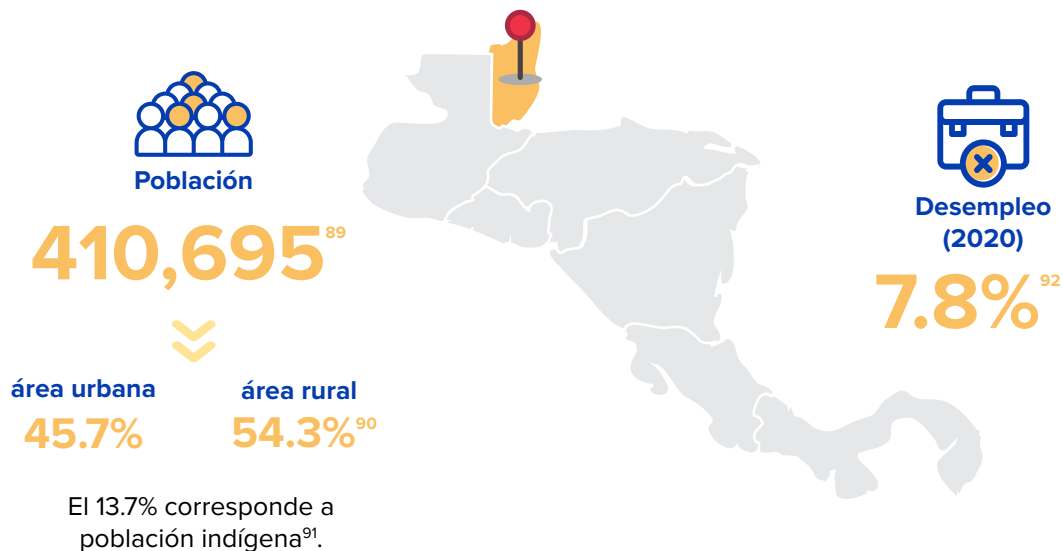 Población
410,695⁸⁹
área urbana
45.7%
área rural
54.3%⁹⁰
El 13.7% corresponde a
población indígena⁹¹.
Desempleo
(2020)
7.8%⁹²